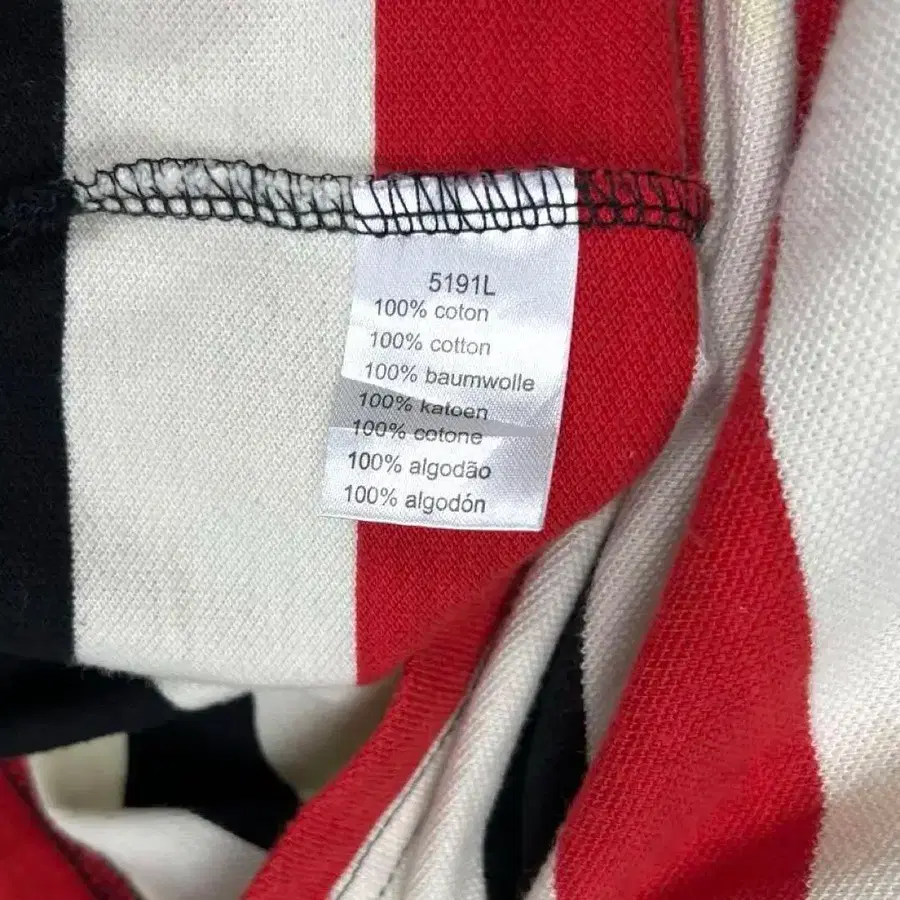 5191L
100% coton
100% cotton
100% baumwolle
100% katoen
100% cotone
100% algodão
100% algodón